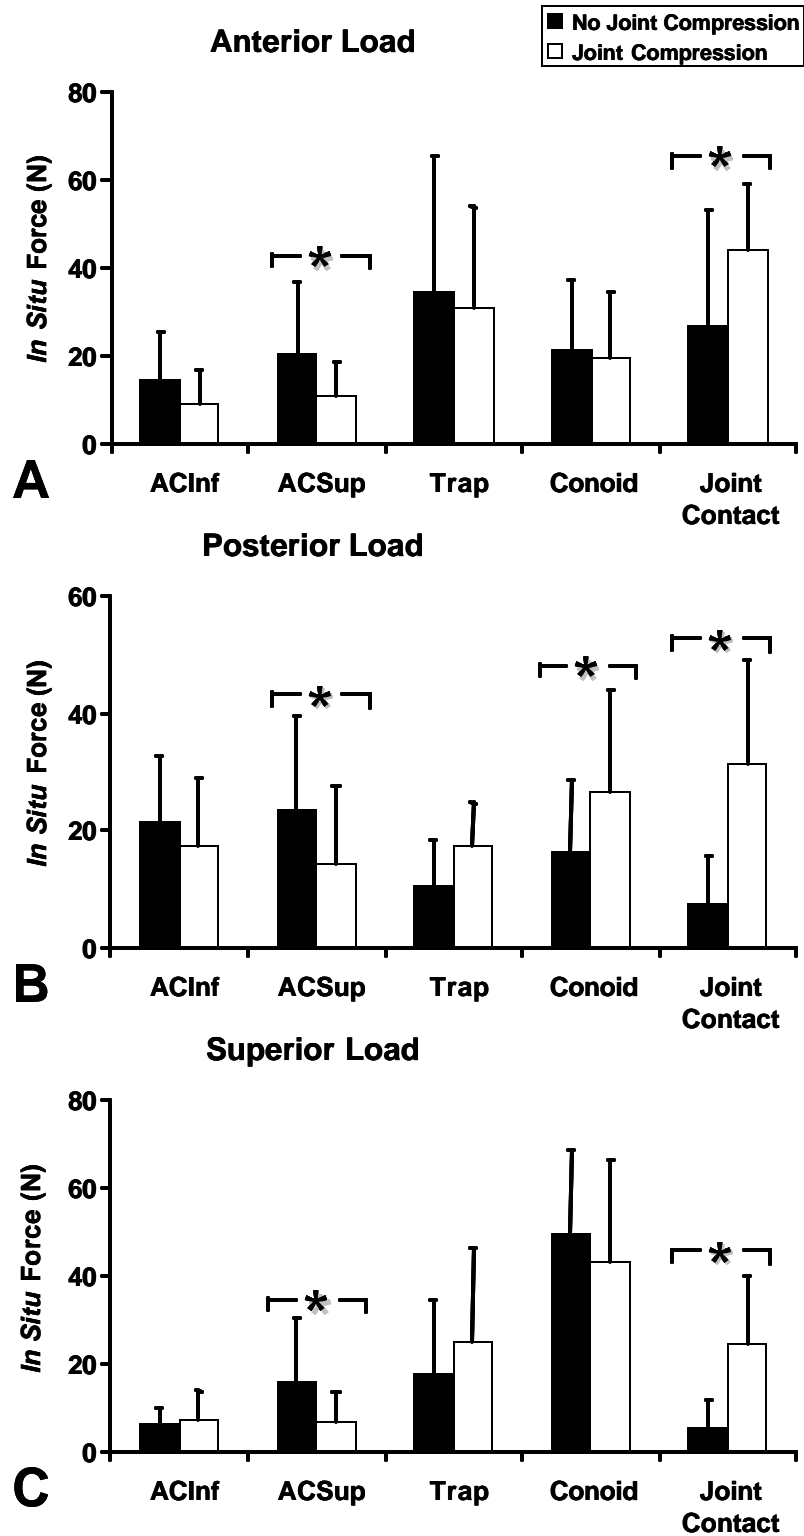 Anterior Load
No Joint Compression
Joint Compression
80
60
40
20
0
In Situ Force (N)
*
*
A
ACInf ACSup Trap Conoid Joint
Contact
Posterior Load
60
40
20
0
In Situ Force (N)
*
*
*
B
ACInf ACSup Trap Conoid Joint
Contact
Superior Load
80
60
40
20
0
In Situ Force (N)
*
*
C
ACInf ACSup Trap Conoid Joint
Contact